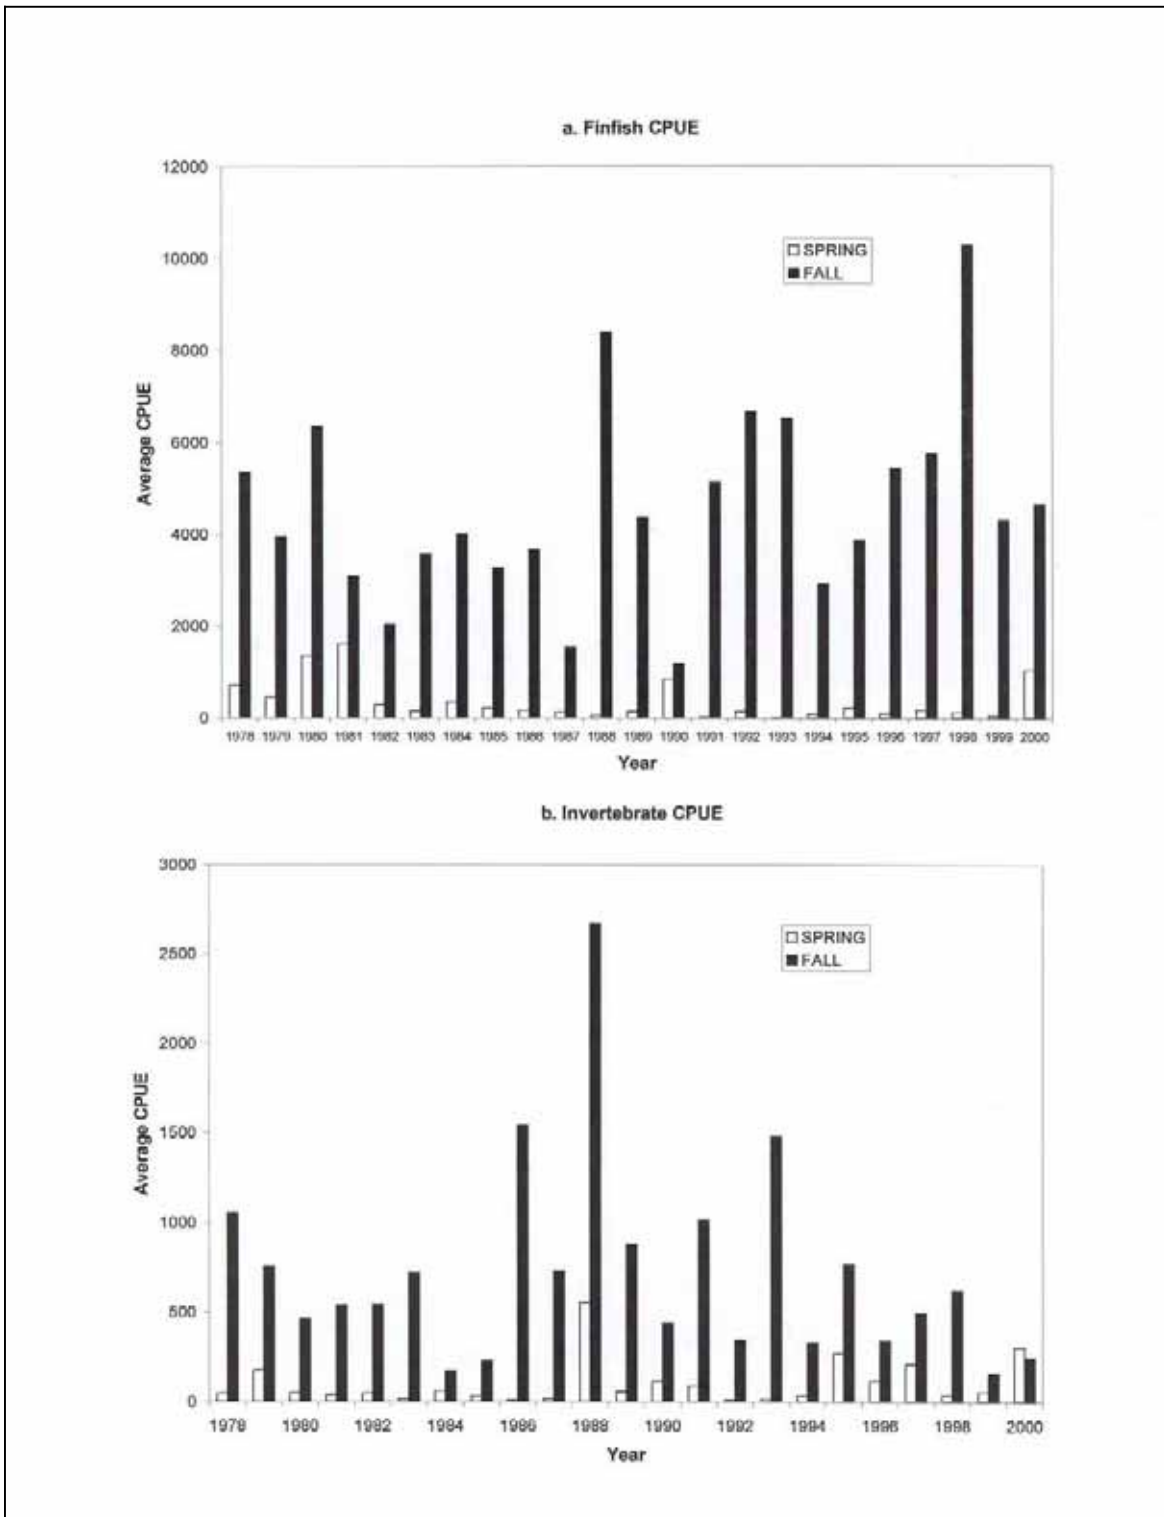 a. Finfish CPUE
12000
10000
8000
6000
4000
2000
0
Average CPUE
SPRING
FALL
1978 1979 1980 1981 1982 1983 1984 1985 1986 1987 1988 1989 1990 1991 1992 1993 1994 1995 1996 1997 1998 1999 2000
Year
b. Invertebrate CPUE
3000
2500
2000
1500
1000
500
0
Average CPUE
SPRING
FALL
1978 1980 1982 1984 1986 1988 1990 1992 1994 1996 1998 2000
Year